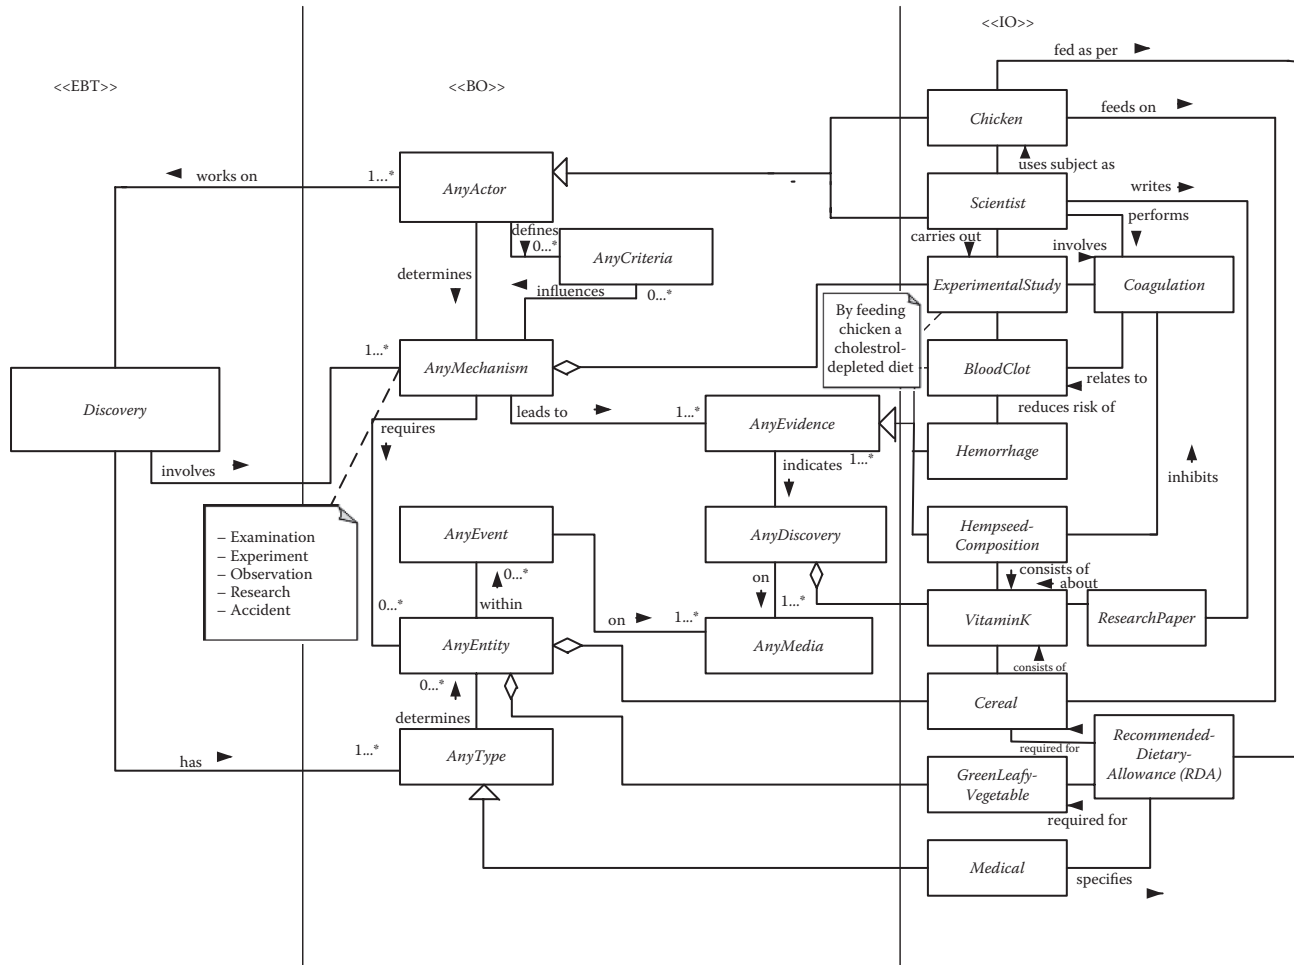 <<IO>>
fed as per
<<EBT>>
<<BO>>
Chicken
feeds on
uses subject as
works on
1...*
AnyActor
Scientist
writes
performs
defines
0...*
AnyCriteria
carries out
involves
determines
influences
0...*
ExperimentalStudy
Coagulation
By feeding
chicken a
cholestrol-
depleted diet
1...*
AnyMechanism
BloodClot
relates to
Discovery
leads to
1...*
reduces risk of
requires
AnyEvidence
1...*
Hemorrhage
involves
indicates
inhibits
– Examination
– Experiment
– Observation
– Research
– Accident
AnyEvent
AnyDiscovery
Hempseed-
Composition
0...*
on
consists of
about
0...*
within
1...*
on
1...*
VitaminK
ResearchPaper
AnyEntity
AnyMedia
consists of
0...*
Cereal
determines
1...*
required for
Recommended-
Dietary-
Allowance (RDA)
has
AnyType
GreenLeafy-
Vegetable
required for
Medical
specifies